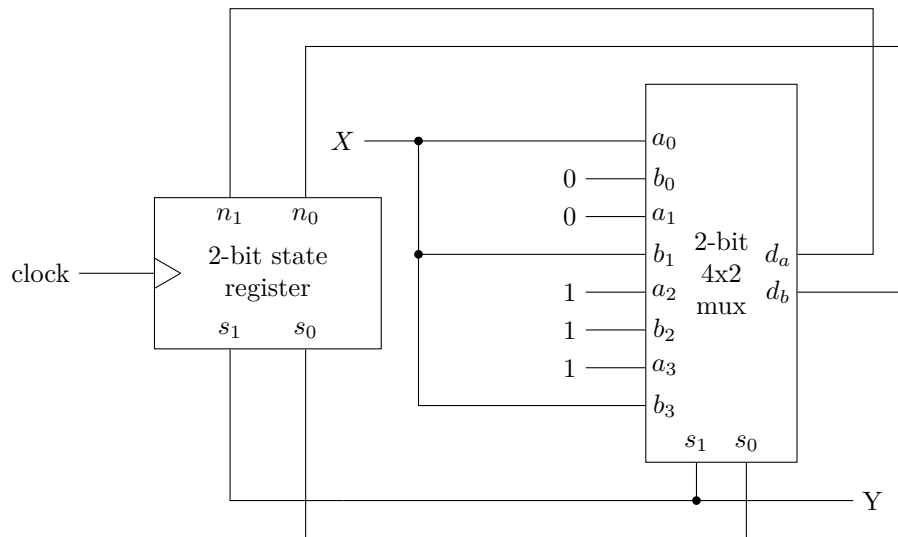 X
a₀
0 b₀
n₁ n₀
0 a₁
2-bit state
register
b₁
2-bit
4x2
mux
dₐ
d_b
clock
1 a₂
s₁ s₀
1 b₂
1 a₃
b₃
s₁ s₀
Y